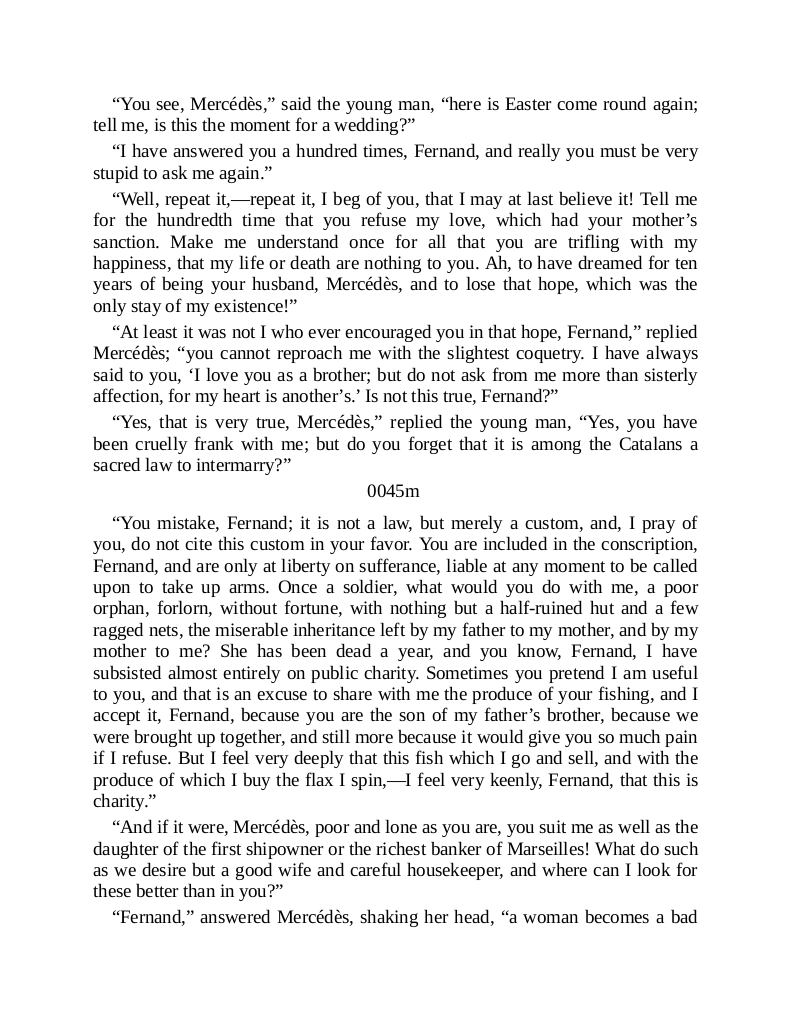 “You see, Mercédès,” said the young man, “here is Easter come round again;
tell me, is this the moment for a wedding?”
“I have answered you a hundred times, Fernand, and really you must be very
stupid to ask me again.”
“Well, repeat it,—repeat it, I beg of you, that I may at last believe it! Tell me
for the hundredth time that you refuse my love, which had your mother’s
sanction. Make me understand once for all that you are trifling with my
happiness, that my life or death are nothing to you. Ah, to have dreamed for ten
years of being your husband, Mercédès, and to lose that hope, which was the
only stay of my existence!”
“At least it was not I who ever encouraged you in that hope, Fernand,” replied
Mercédès; “you cannot reproach me with the slightest coquetry. I have always
said to you, ‘I love you as a brother; but do not ask from me more than sisterly
affection, for my heart is another’s.’ Is not this true, Fernand?”
“Yes, that is very true, Mercédès,” replied the young man, “Yes, you have
been cruelly frank with me; but do you forget that it is among the Catalans a
sacred law to intermarry?”
0045m
“You mistake, Fernand; it is not a law, but merely a custom, and, I pray of
you, do not cite this custom in your favor. You are included in the conscription,
Fernand, and are only at liberty on sufferance, liable at any moment to be called
upon to take up arms. Once a soldier, what would you do with me, a poor
orphan, forlorn, without fortune, with nothing but a half-ruined hut and a few
ragged nets, the miserable inheritance left by my father to my mother, and by my
mother to me? She has been dead a year, and you know, Fernand, I have
subsisted almost entirely on public charity. Sometimes you pretend I am useful
to you, and that is an excuse to share with me the produce of your fishing, and I
accept it, Fernand, because you are the son of my father’s brother, because we
were brought up together, and still more because it would give you so much pain
if I refuse. But I feel very deeply that this fish which I go and sell, and with the
produce of which I buy the flax I spin,—I feel very keenly, Fernand, that this is
charity.”
“And if it were, Mercédès, poor and lone as you are, you suit me as well as the
daughter of the first shipowner or the richest banker of Marseilles! What do such
as we desire but a good wife and careful housekeeper, and where can I look for
these better than in you?”
“Fernand,” answered Mercédès, shaking her head, “a woman becomes a bad